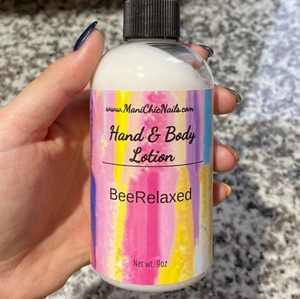 www.ManiChicNails.com
Hand & Body
Lotion
BeeRelaxed
Net wt. 9oz